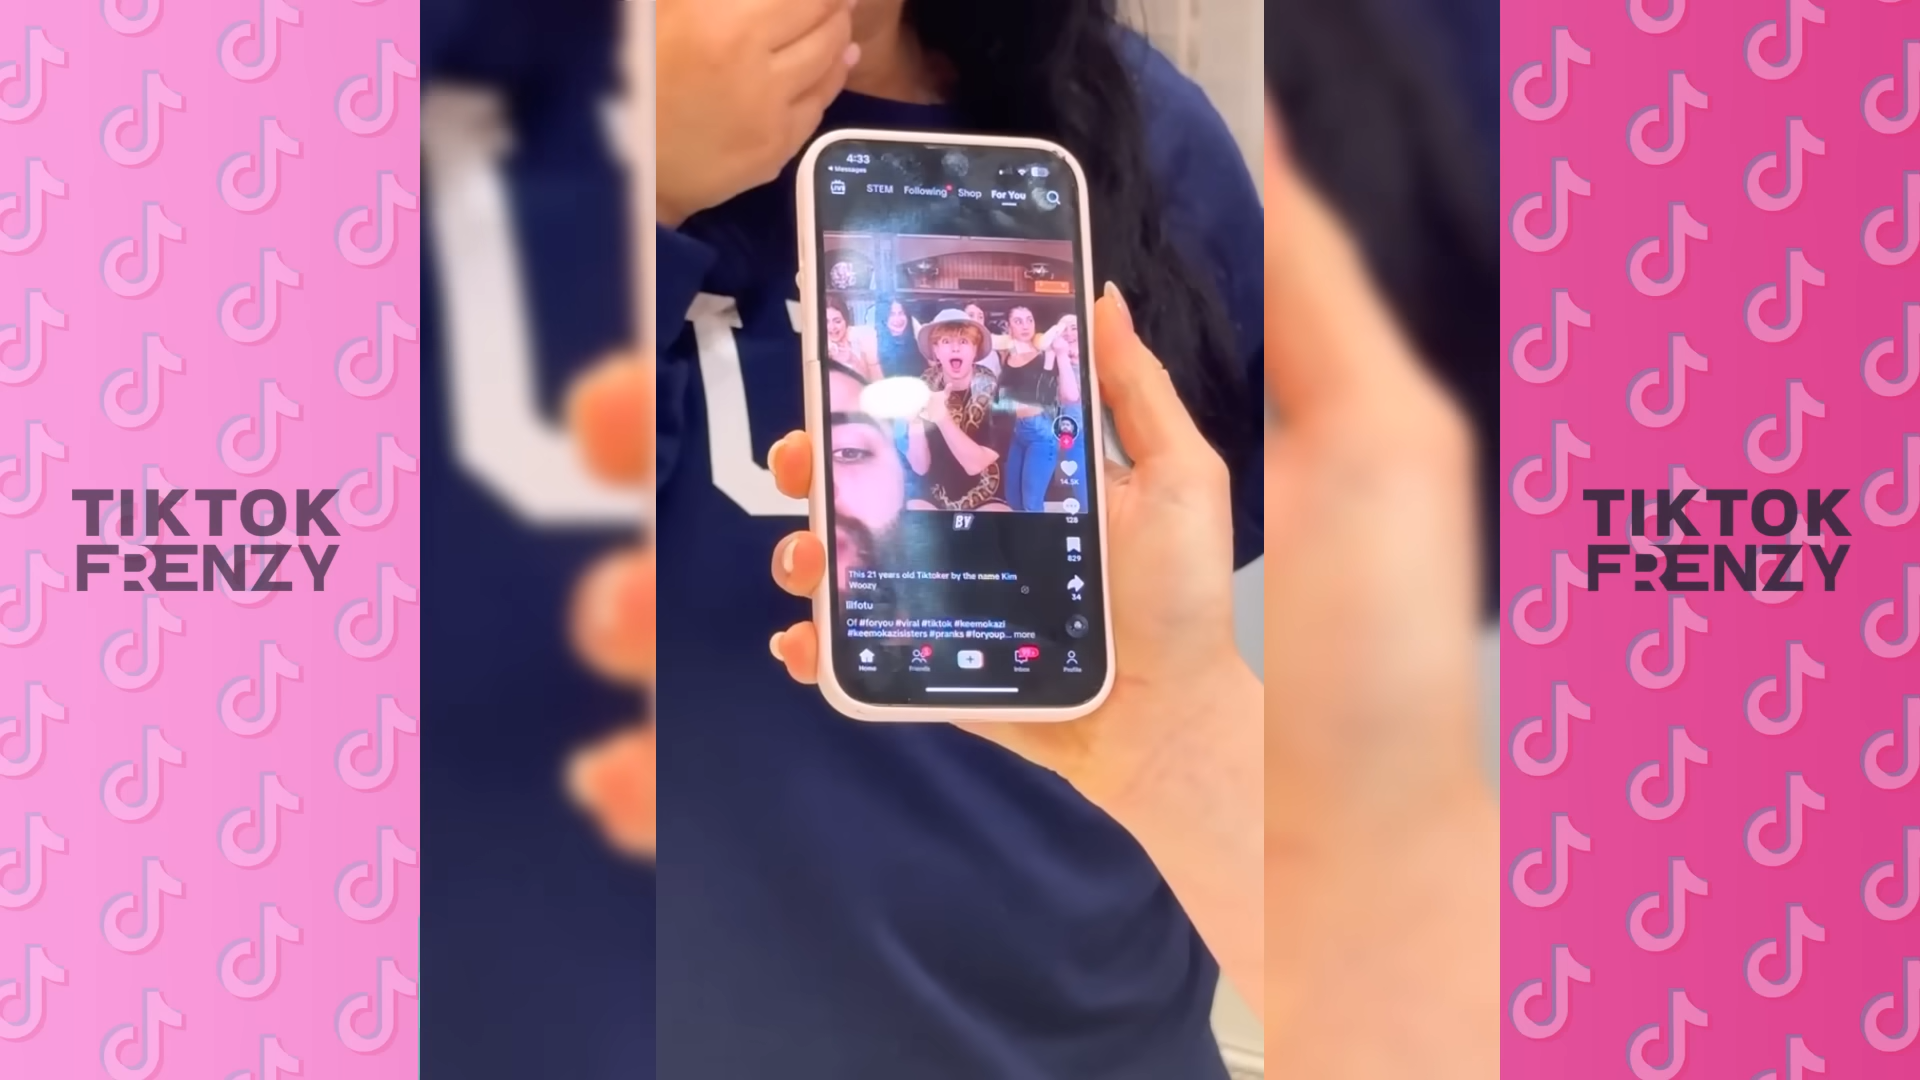 TIKTOK
FRENZY
4:33
Messages
LIVE
STEM Following Shop For You
14.5K
128
BY
829
This 21 years old Tiktoker by the name Kim
Woozy
34
lilfotu
Of #foryou #viral #tiktok #keemokazi
#keemokazisisters #pranks #foryoup... more
Home Friends Inbox Profile
TIKTOK
FRENZY